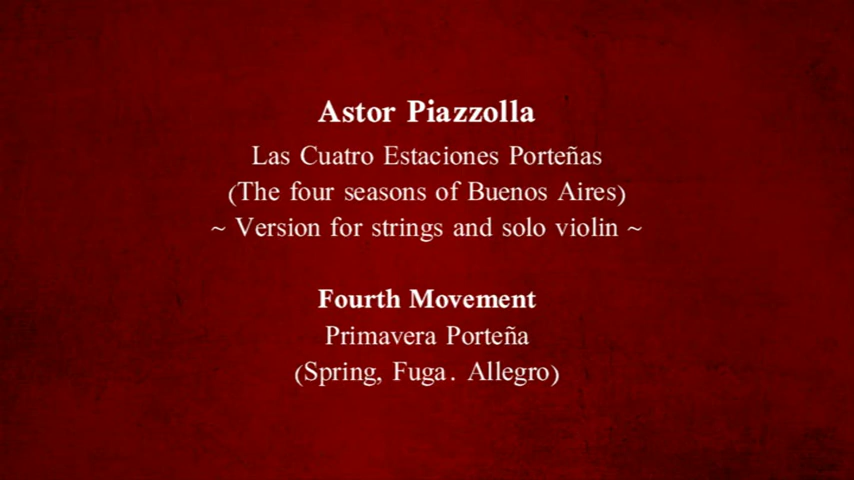 Astor Piazzolla
Las Cuatro Estaciones Porteñas
(The four seasons of Buenos Aires)
~ Version for strings and solo violin ~
Fourth Movement
Primavera Porteña
(Spring, Fuga. Allegro)